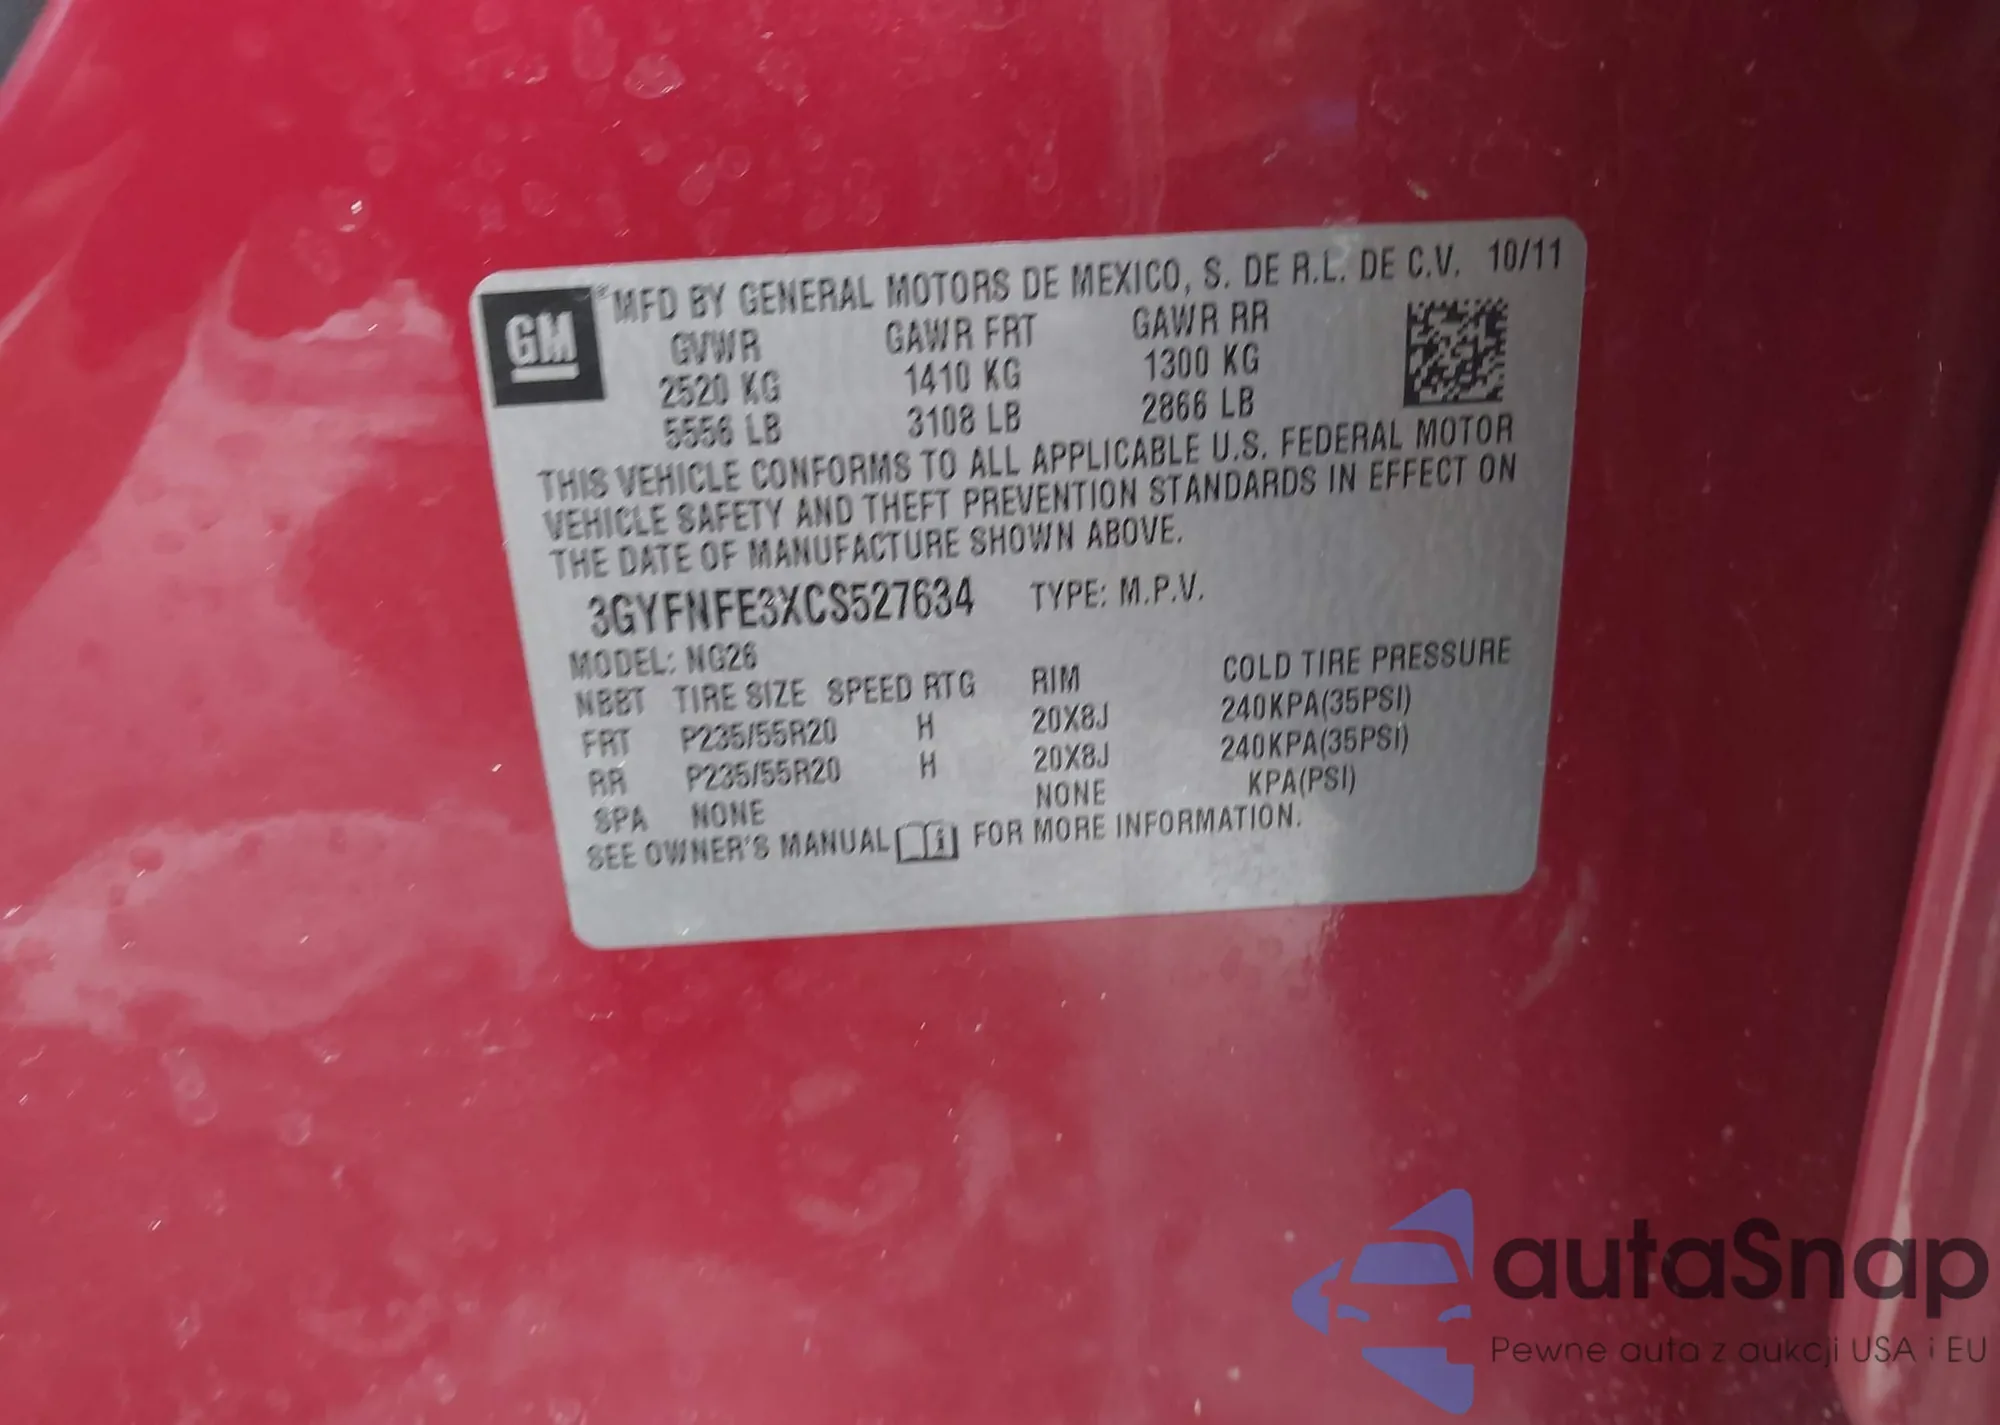 GM
MFD BY GENERAL MOTORS DE MEXICO, S. DE R.L. DE C.V. 10/11
GVWR GAWR FRT GAWR RR
2520 KG 1410 KG 1300 KG
5556 LB 3108 LB 2866 LB
THIS VEHICLE CONFORMS TO ALL APPLICABLE U.S. FEDERAL MOTOR
VEHICLE SAFETY AND THEFT PREVENTION STANDARDS IN EFFECT ON
THE DATE OF MANUFACTURE SHOWN ABOVE.
3GYFNFE3XCS527634 TYPE: M.P.V.
MODEL: NG26
NBBT TIRE SIZE SPEED RTG RIM COLD TIRE PRESSURE
FRT P235/55R20 H 20X8J 240KPA(35PSI)
RR P235/55R20 H 20X8J 240KPA(35PSI)
SPA NONE NONE KPA(PSI)
SEE OWNER'S MANUAL FOR MORE INFORMATION.
autaSnap
Pewne auta z aukcji USA i EU